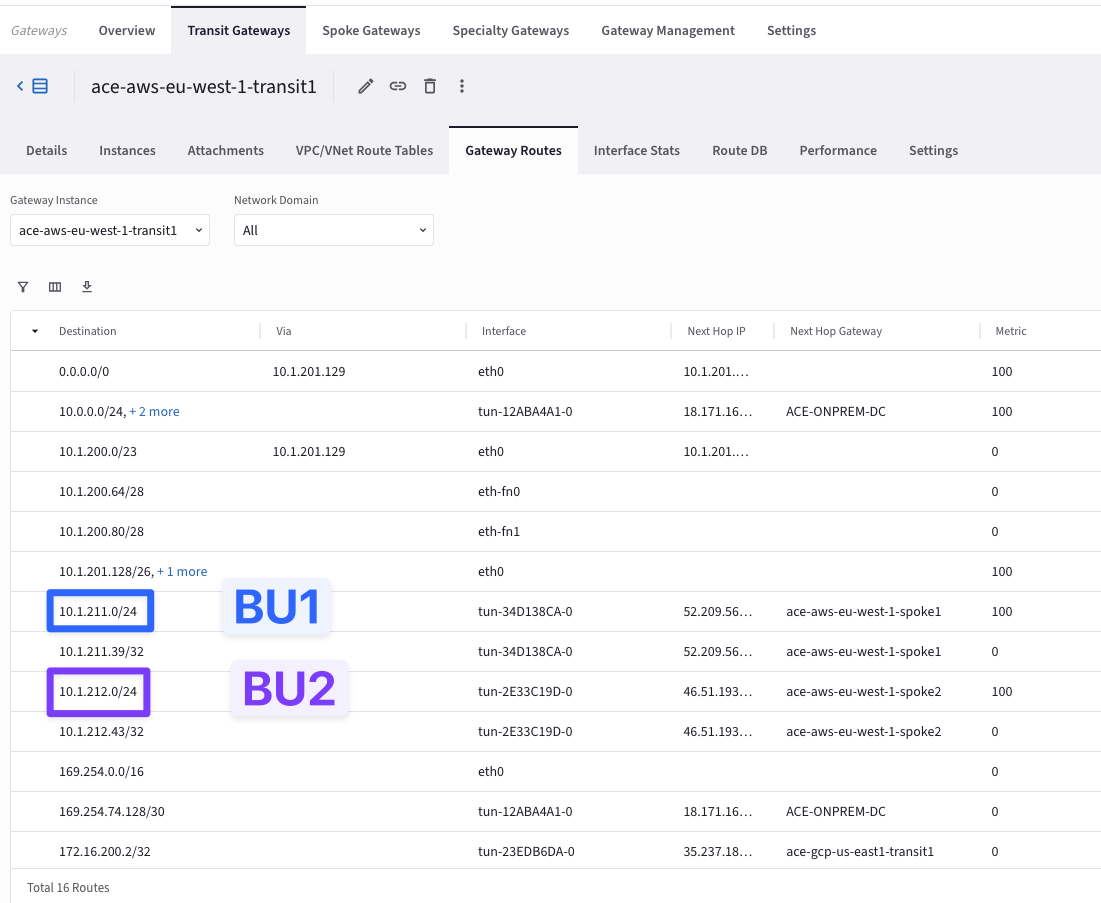 Gateways Overview Transit Gateways Spoke Gateways Specialty Gateways Gateway Management Settings
ace-aws-eu-west-1-transit1
Details Instances Attachments VPC/VNet Route Tables Gateway Routes Interface Stats Route DB Performance Settings
Gateway Instance Network Domain
ace-aws-eu-west-1-transit1 All
Destination Via Interface Next Hop IP Next Hop Gateway Metric
0.0.0.0/0 10.1.201.129 eth0 10.1.201.… 100
10.0.0.0/24, + 2 more tun-12ABA4A1-0 18.171.16… ACE-ONPREM-DC 100
10.1.200.0/23 10.1.201.129 eth0 10.1.201.… 0
10.1.200.64/28 eth-fn0 0
10.1.200.80/28 eth-fn1 0
10.1.201.128/26, + 1 more eth0 100
10.1.211.0/24 BU1 tun-34D138CA-0 52.209.56… ace-aws-eu-west-1-spoke1 100
10.1.211.39/32 tun-34D138CA-0 52.209.56… ace-aws-eu-west-1-spoke1 0
10.1.212.0/24 BU2 tun-2E33C19D-0 46.51.193… ace-aws-eu-west-1-spoke2 100
10.1.212.43/32 tun-2E33C19D-0 46.51.193… ace-aws-eu-west-1-spoke2 0
169.254.0.0/16 eth0 0
169.254.74.128/30 tun-12ABA4A1-0 18.171.16… ACE-ONPREM-DC 0
172.16.200.2/32 tun-23EDB6DA-0 35.237.18… ace-gcp-us-east1-transit1 0
Total 16 Routes